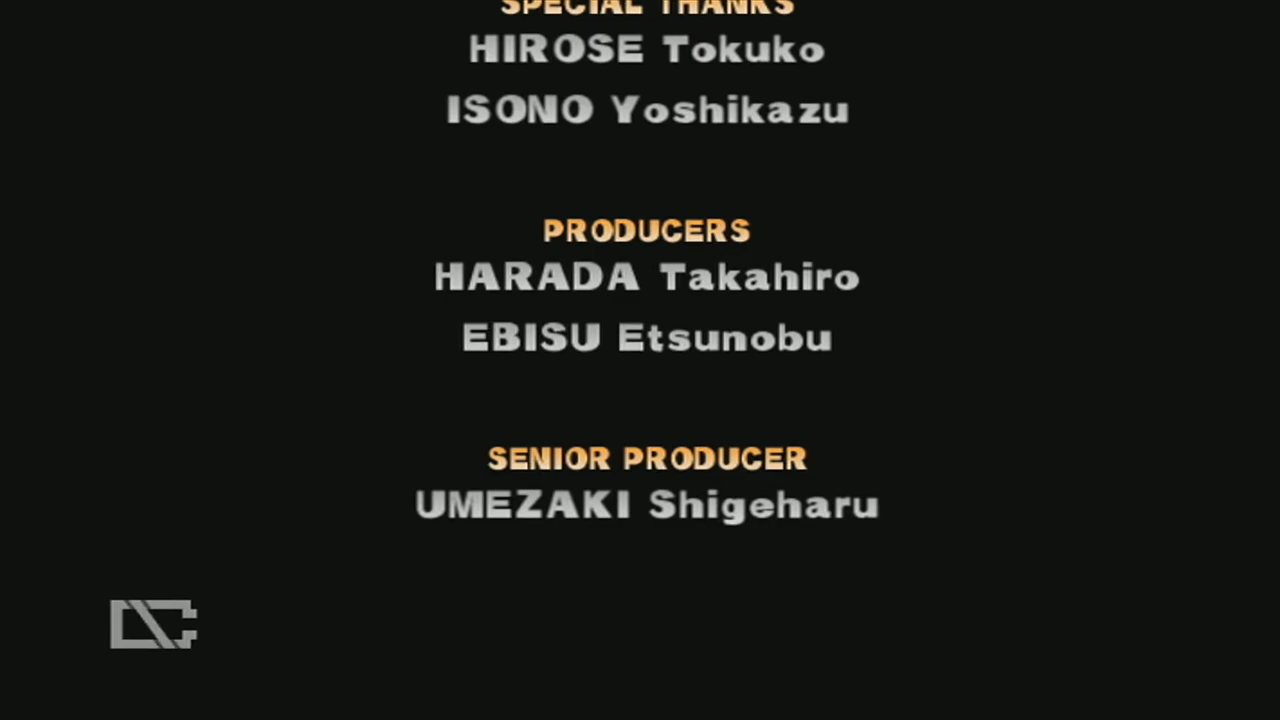 SPECIAL THANKS
HIROSE Tokuko
ISONO Yoshikazu
PRODUCERS
HARADA Takahiro
EBISU Etsunobu
SENIOR PRODUCER
UMEZAKI Shigeharu